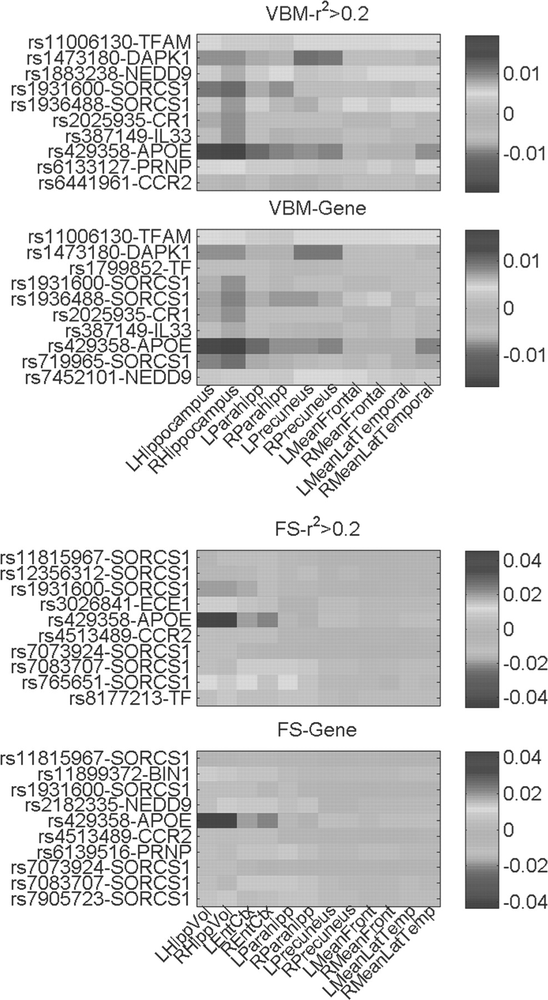 VBM-r²>0.2
rs11006130-TFAM
rs1473180-DAPK1
rs1883238-NEDD9
rs1931600-SORCS1
rs1936488-SORCS1
rs2025935-CR1
rs387149-IL33
rs429358-APOE
rs6133127-PRNP
rs6441961-CCR2
0.01
0
-0.01
VBM-Gene
rs11006130-TFAM
rs1473180-DAPK1
rs1799852-TF
rs1931600-SORCS1
rs1936488-SORCS1
rs2025935-CR1
rs387149-IL33
rs429358-APOE
rs719965-SORCS1
rs7452101-NEDD9
0.01
0
-0.01
LHippocampus
RHippocampus
LParahipp
RParahipp
LPrecuneus
RPrecuneus
LMeanFrontal
RMeanFrontal
LMeanLatTemporal
RMeanLatTemporal
FS-r²>0.2
rs11815967-SORCS1
rs12356312-SORCS1
rs1931600-SORCS1
rs3026841-ECE1
rs429358-APOE
rs4513489-CCR2
rs7073924-SORCS1
rs7083707-SORCS1
rs765651-SORCS1
rs8177213-TF
0.04
0.02
0
-0.02
-0.04
FS-Gene
rs11815967-SORCS1
rs11899372-BIN1
rs1931600-SORCS1
rs2182335-NEDD9
rs429358-APOE
rs4513489-CCR2
rs6139516-PRNP
rs7073924-SORCS1
rs7083707-SORCS1
rs7905723-SORCS1
0.04
0.02
0
-0.02
-0.04
LHippVol
RHippVol
LEntCtx
REntCtx
LParahipp
RParahipp
LPrecuneus
RPrecuneus
LMeanFront
RMeanFront
LMeanLatTemp
RMeanLatTemp